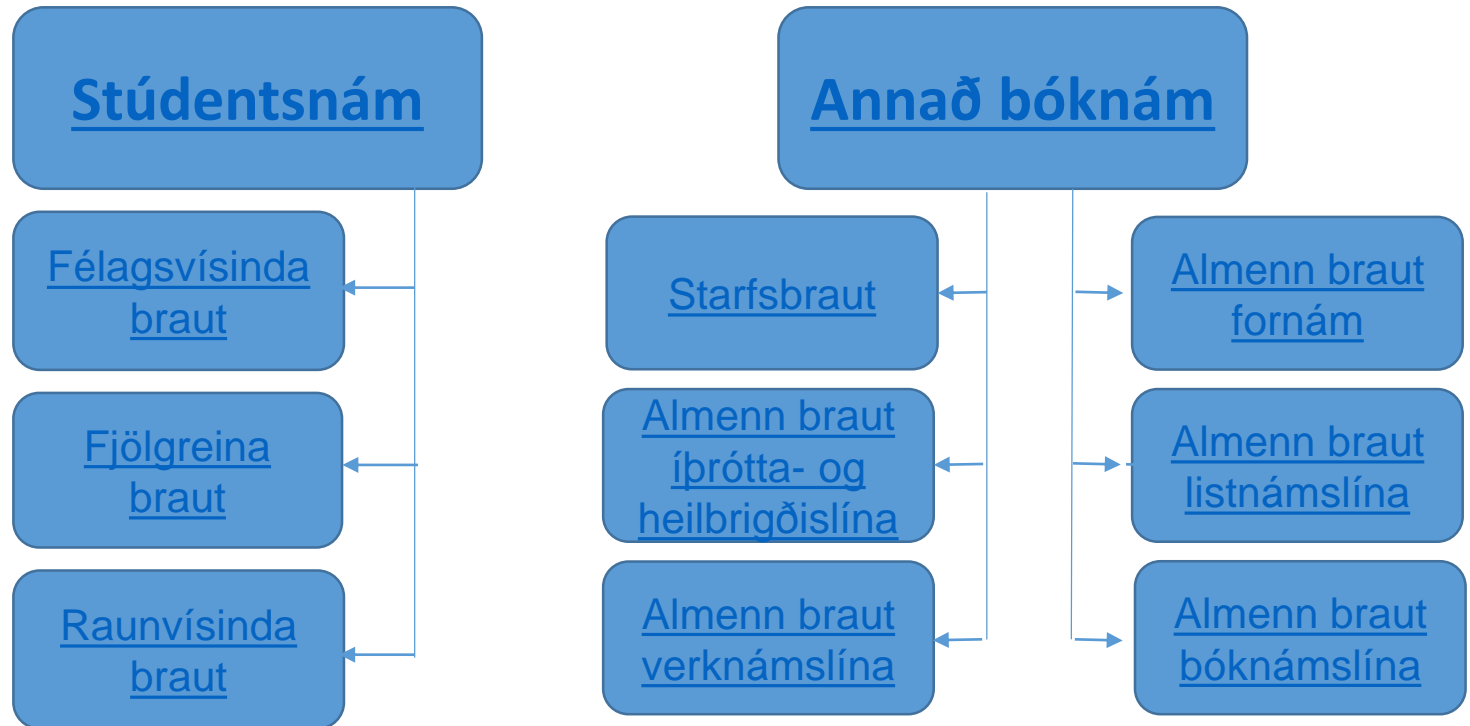 Stúdentsnám
Félagsvísinda
braut
Fjölgreina
braut
Raunvísinda
braut
Annað bóknám
Starfsbraut
Almenn braut
íþrótta- og
heilbrigðislína
Almenn braut
verknámslína
Almenn braut
fornám
Almenn braut
listnámslína
Almenn braut
bóknámslína